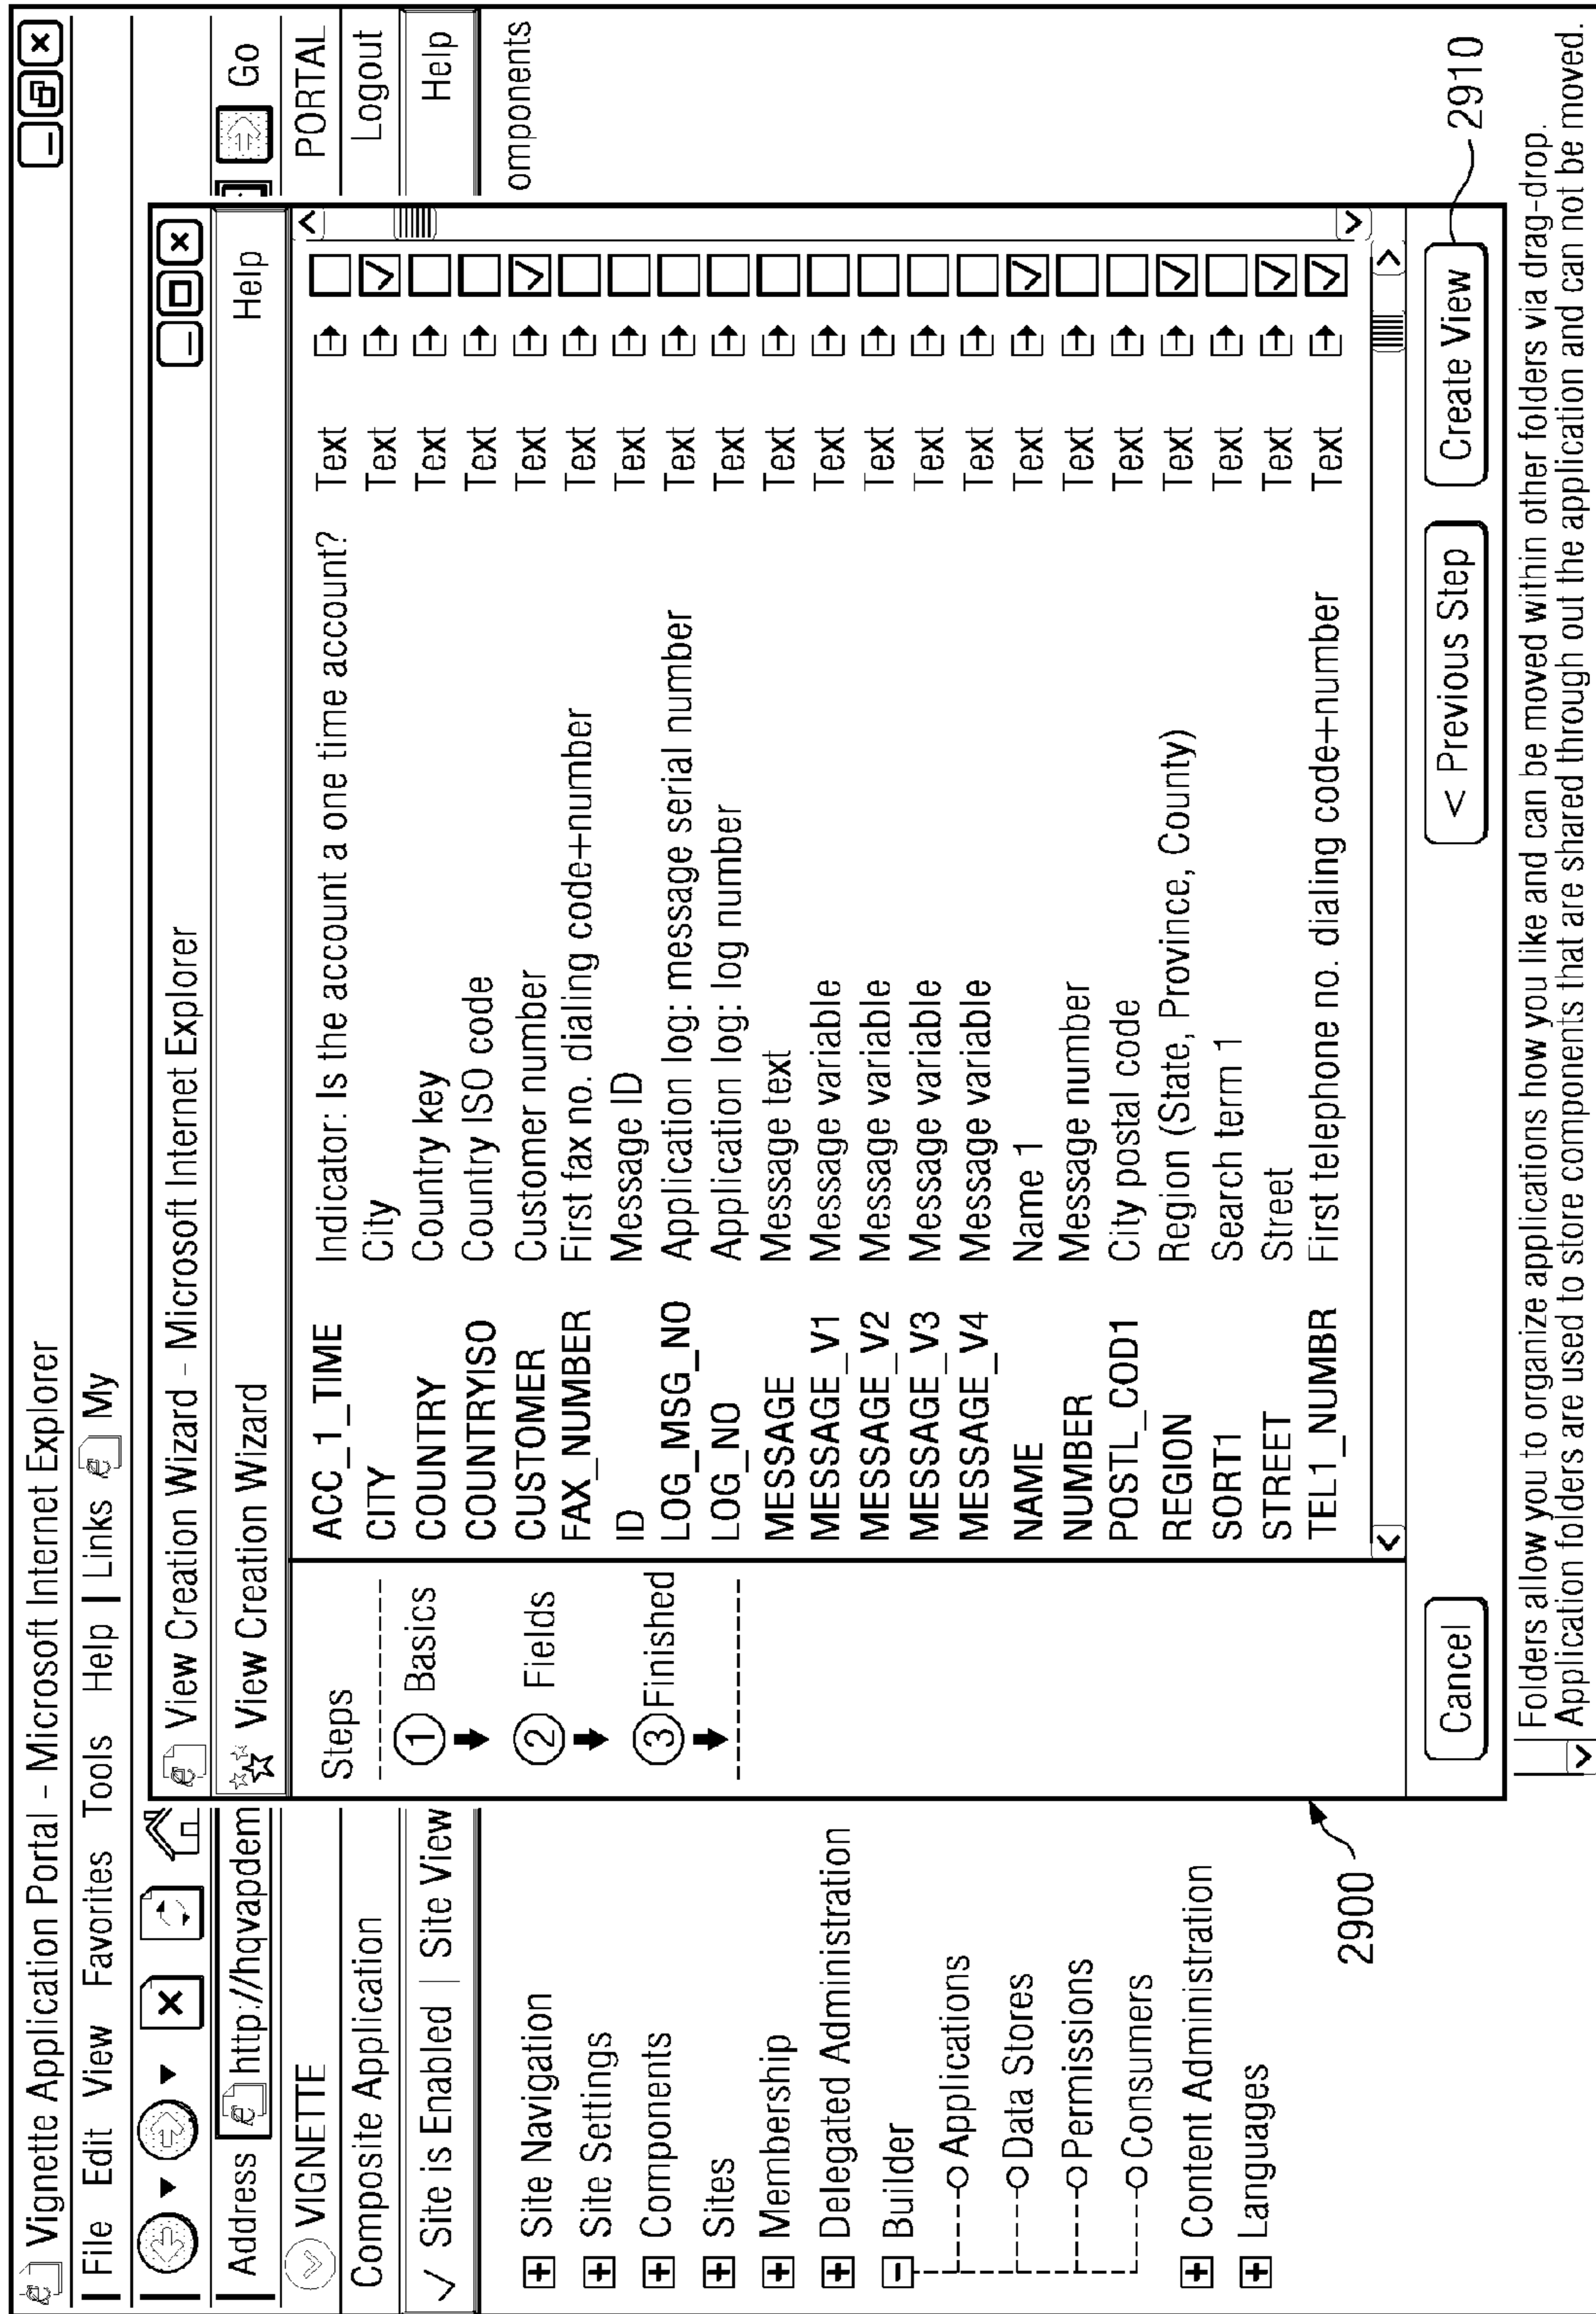 Vignette Application Portal - Microsoft Internet Explorer
File Edit View Favorites Tools Help | Links My
Address http://hqvapdem Go
VIGNETTE PORTAL
Composite Application Logout
✓ Site is Enabled | Site View Help
omponents
Site Navigation
Site Settings
Components
Sites
Membership
Delegated Administration
Builder
Applications
Data Stores
Permissions
Consumers
Content Administration
Languages
2900
View Creation Wizard - Microsoft Internet Explorer
View Creation Wizard Help
Steps
1 Basics
2 Fields
3 Finished
ACC_1_TIME Indicator: Is the account a one time account? Text
CITY City Text
COUNTRY Country key Text
COUNTRYISO Country ISO code Text
CUSTOMER Customer number Text
FAX_NUMBER First fax no. dialing code+number Text
ID Message ID Text
LOG_MSG_NO Application log: message serial number Text
LOG_NO Application log: log number Text
MESSAGE Message text Text
MESSAGE_V1 Message variable Text
MESSAGE_V2 Message variable Text
MESSAGE_V3 Message variable Text
MESSAGE_V4 Message variable Text
NAME Name 1 Text
NUMBER Message number Text
POSTL_COD1 City postal code Text
REGION Region (State, Province, County) Text
SORT1 Search term 1 Text
STREET Street Text
TEL1_NUMBR First telephone no. dialing code+number Text
Cancel < Previous Step Create View 2910
Folders allow you to organize applications how you like and can be moved within other folders via drag-drop.
Application folders are used to store components that are shared through out the application and can not be moved.